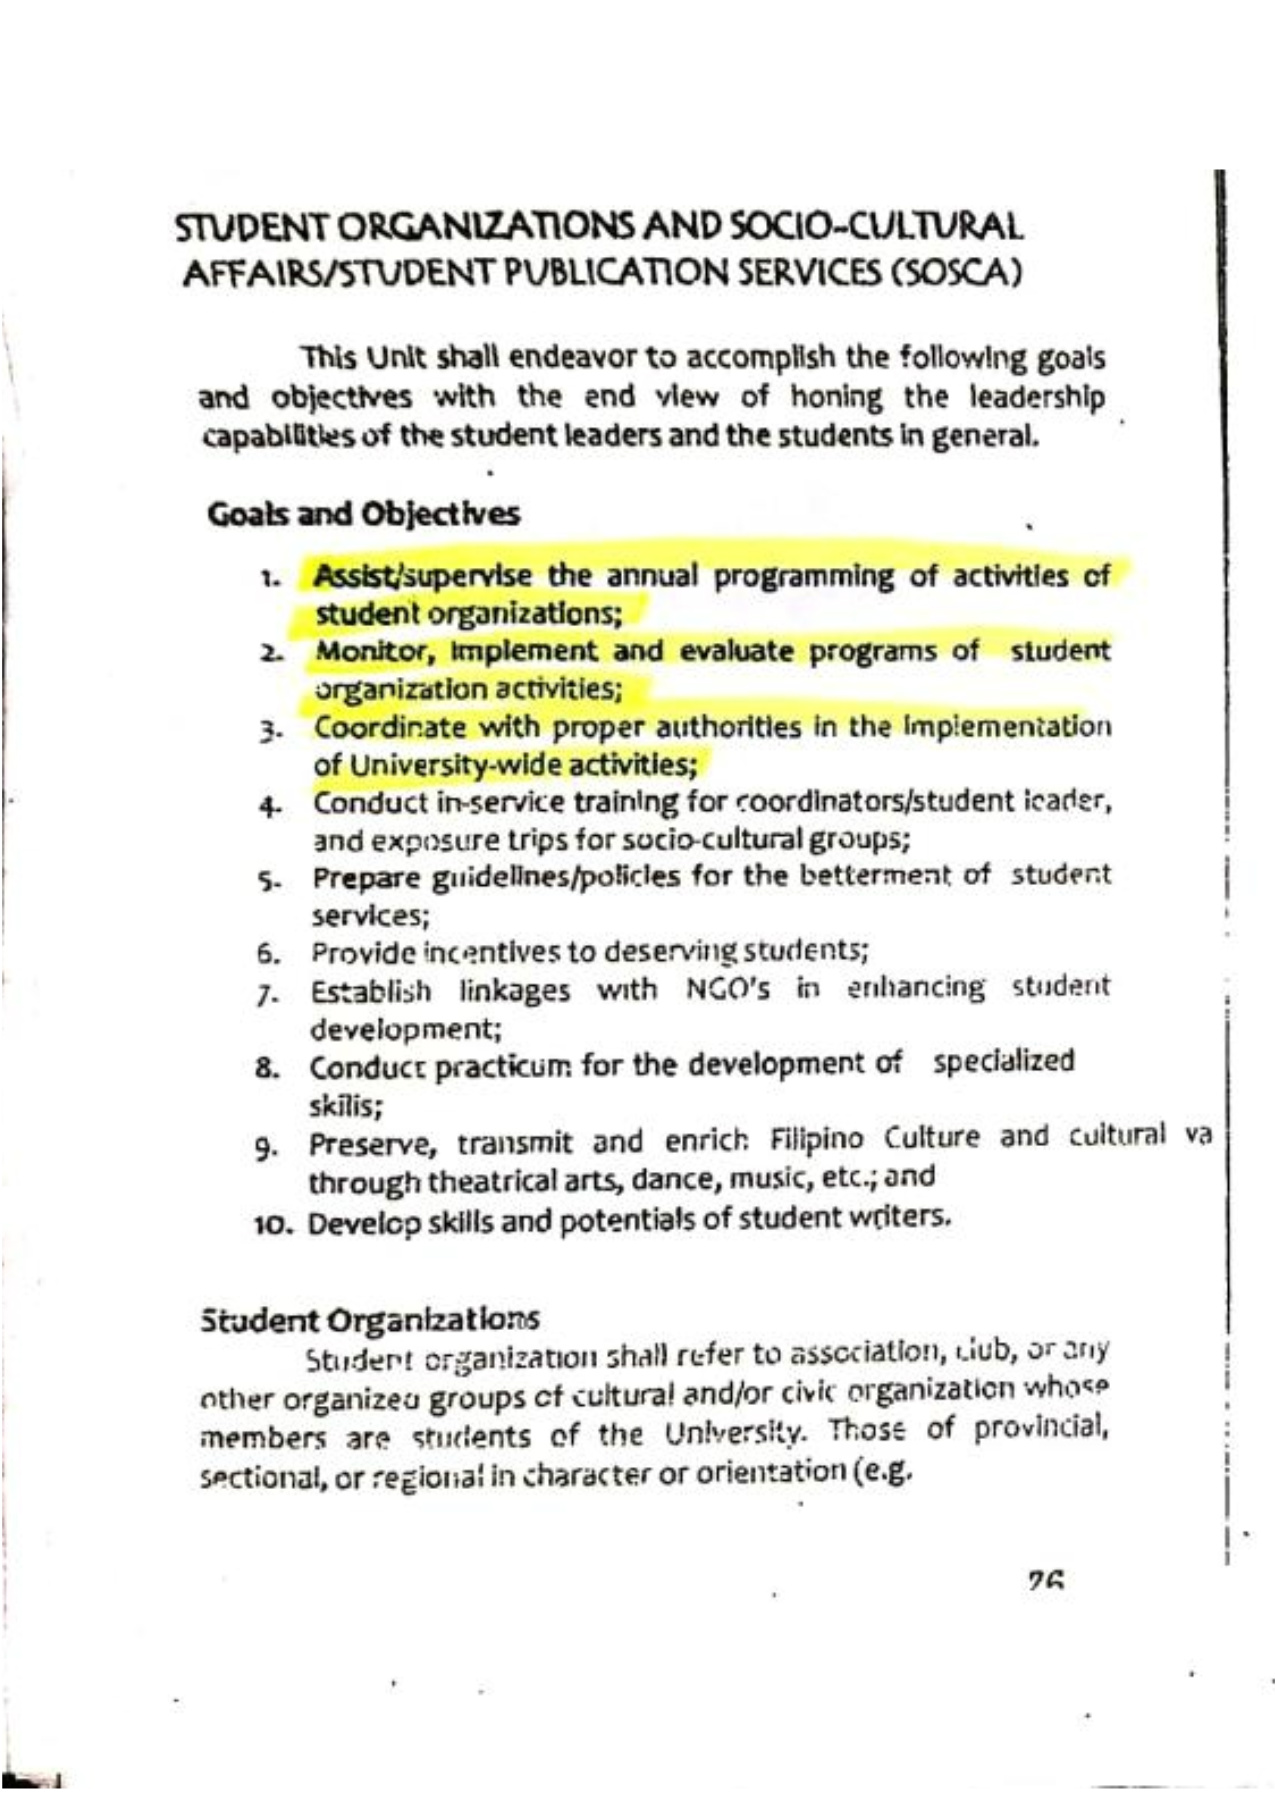 STUDENT ORGANIZATIONS AND SOCIO-CULTURAL
AFFAIRS/STUDENT PUBLICATION SERVICES (SOSCA)
This Unit shall endeavor to accomplish the following goals
and objectives with the end view of honing the leadership
capabilities of the student leaders and the students in general.
Goals and Objectives
1. Assist/supervise the annual programming of activities of
student organizations;
2. Monitor, implement and evaluate programs of student
organization activities;
3. Coordinate with proper authorities in the implementation
of University-wide activities;
4. Conduct in-service training for coordinators/student leader,
and exposure trips for socio-cultural groups;
5. Prepare guidelines/policies for the betterment of student
services;
6. Provide incentives to deserving students;
7. Establish linkages with NGO's in enhancing student
development;
8. Conduct practicum for the development of specialized
skills;
9. Preserve, transmit and enrich Filipino Culture and cultural va
through theatrical arts, dance, music, etc.; and
10. Develop skills and potentials of student writers.
Student Organizations
Student organization shall refer to association, club, or any
other organized groups of cultural and/or civic organization whose
members are students of the University. Those of provincial,
sectional, or regional in character or orientation (e.g.
26